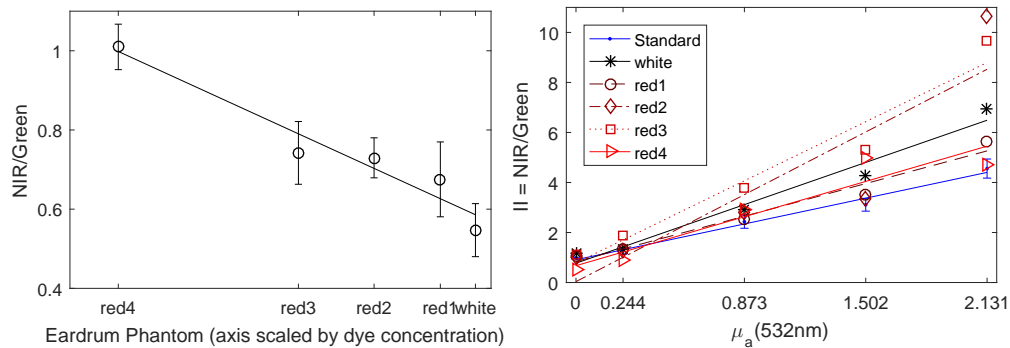 NIR/Green
1
0.8
0.6
0.4
red4
red3
red2
red1
white
Eardrum Phantom (axis scaled by dye concentration)
II = NIR/Green
10
8
6
4
2
0
Standard
white
red1
red2
red3
red4
0
0.244
0.873
1.502
2.131
μa(532nm)